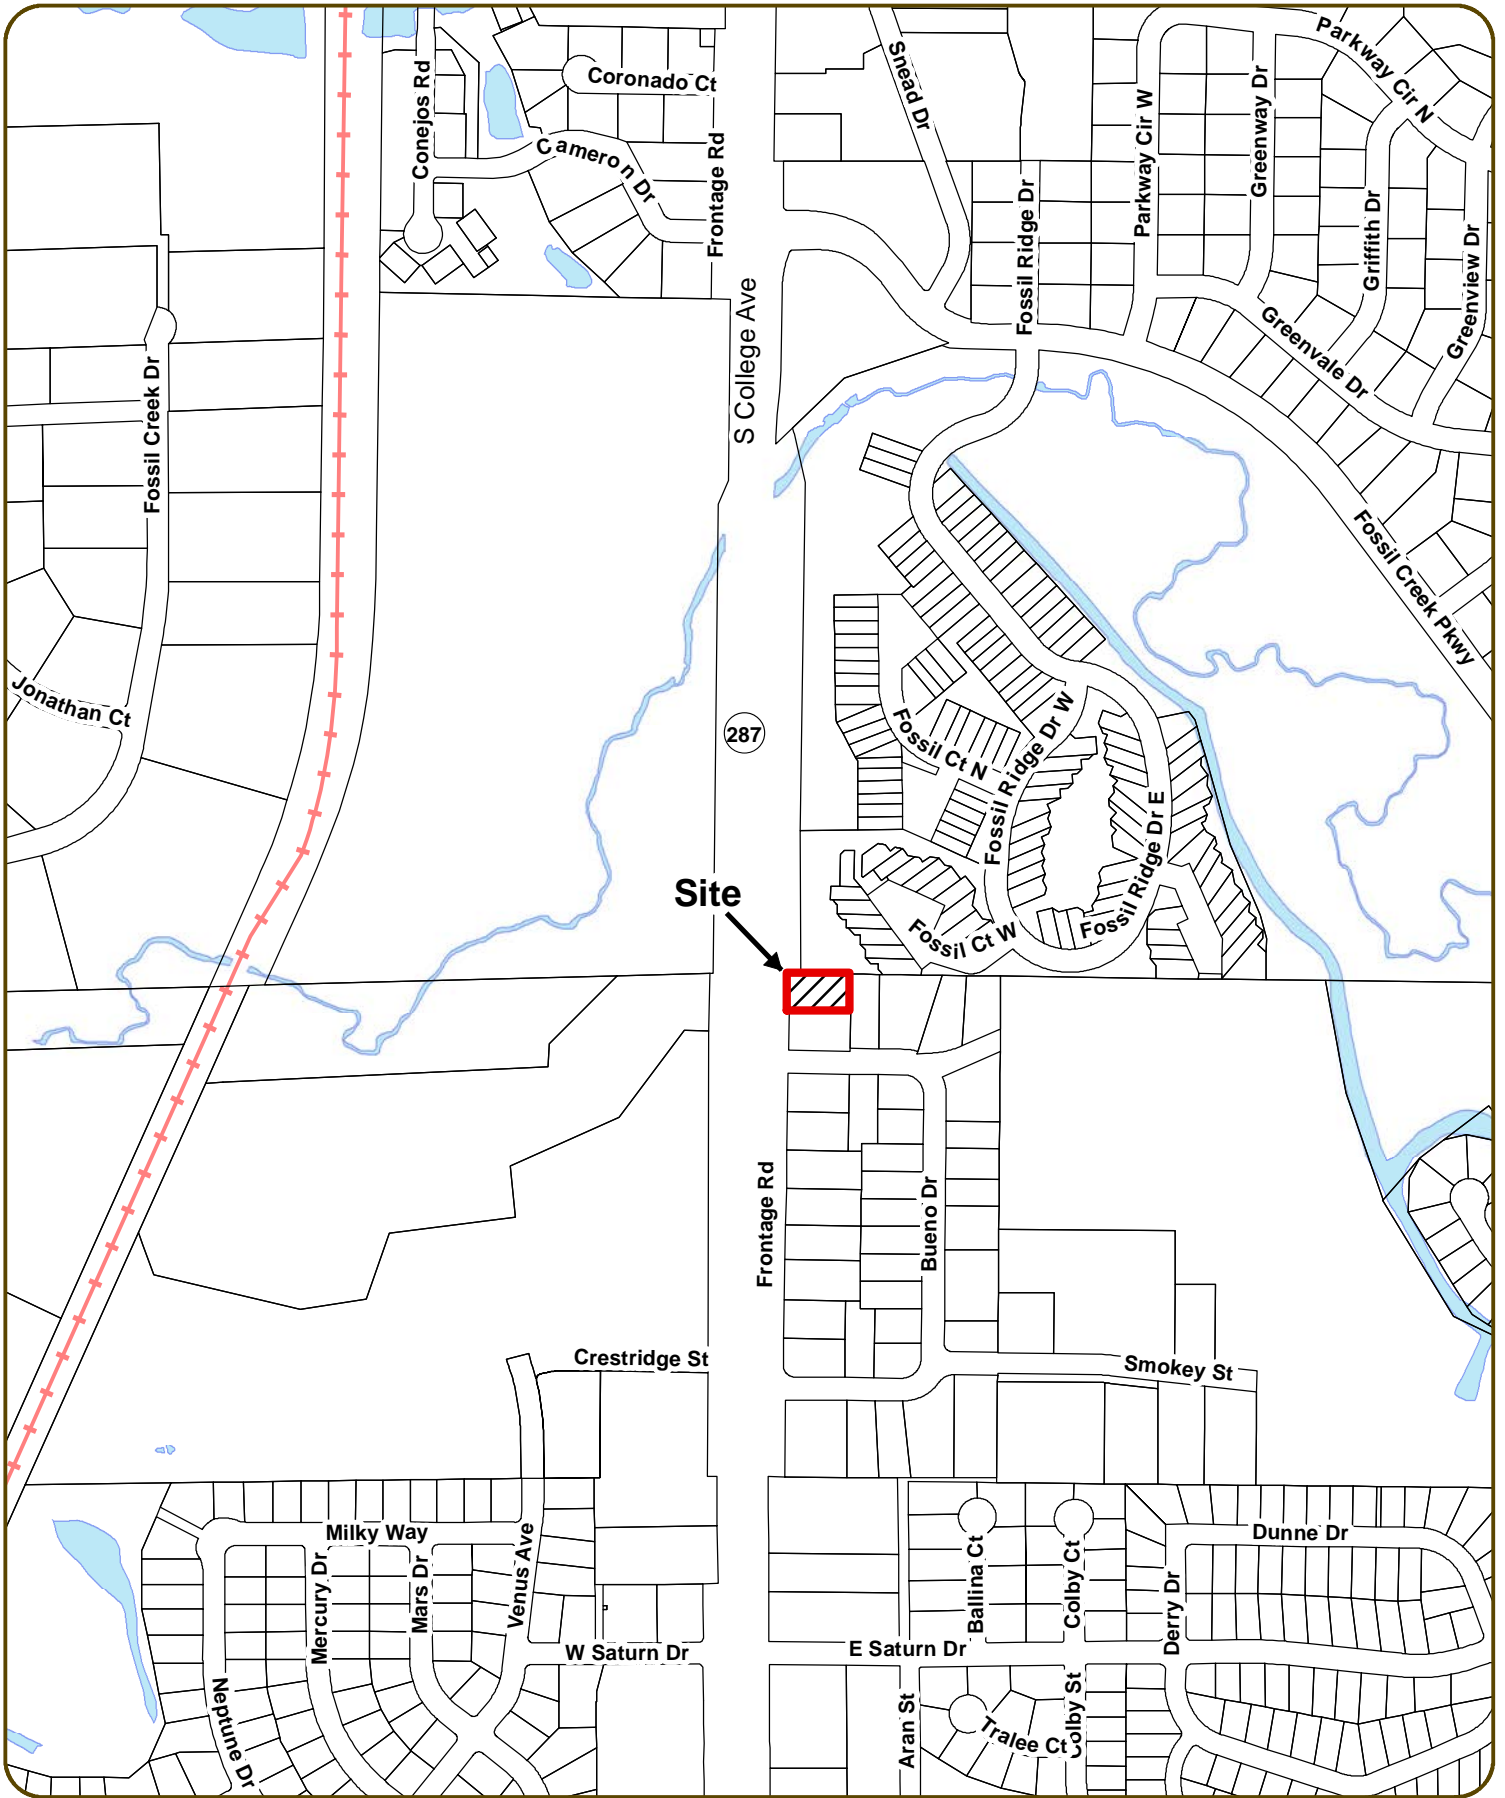 Parkway Cir N
Snead Dr
Coronado Ct
Conejos Rd
Cameron Dr
Frontage Rd
Parkway Cir W
Greenway Dr
Fossil Ridge Dr
Griffith Dr
Greenview Dr
S College Ave
Greenvale Dr
Fossil Creek Dr
Fossil Creek Pkwy
Jonathan Ct
287
Fossil Ct N
Fossil Ridge Dr W
Fossil Ridge Dr E
Site
Fossil Ct W
Frontage Rd
Bueno Dr
Crestridge St
Smokey St
Milky Way
Dunne Dr
Mercury Dr
Mars Dr
Venus Ave
Ballina Ct
Colby Ct
Derry Dr
W Saturn Dr
E Saturn Dr
Neptune Dr
Aran St
Tralee Ct
Colby St